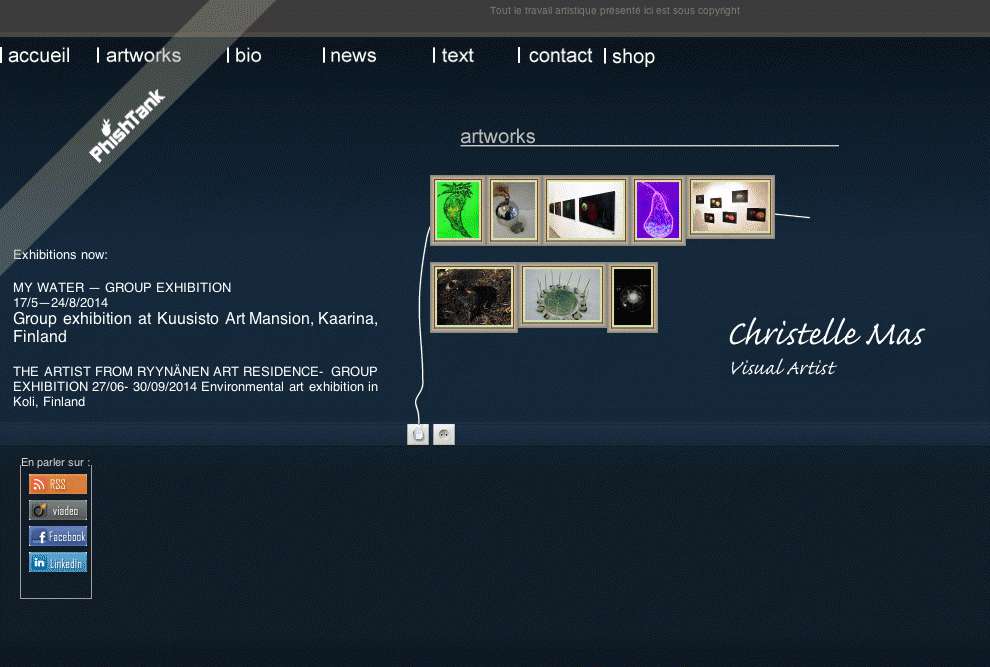 Tout le travail artistique présenté ici est sous copyright
accueil artworks bio news text contact shop
PhishTank
artworks
Exhibitions now:
MY WATER — GROUP EXHIBITION
17/5—24/8/2014
Group exhibition at Kuusisto Art Mansion, Kaarina,
Finland
THE ARTIST FROM RYYNÄNEN ART RESIDENCE- GROUP
EXHIBITION 27/06- 30/09/2014 Environmental art exhibition in
Koli, Finland
Christelle Mas
Visual Artist
En parler sur :
RSS
viadeo
Facebook
LinkedIn